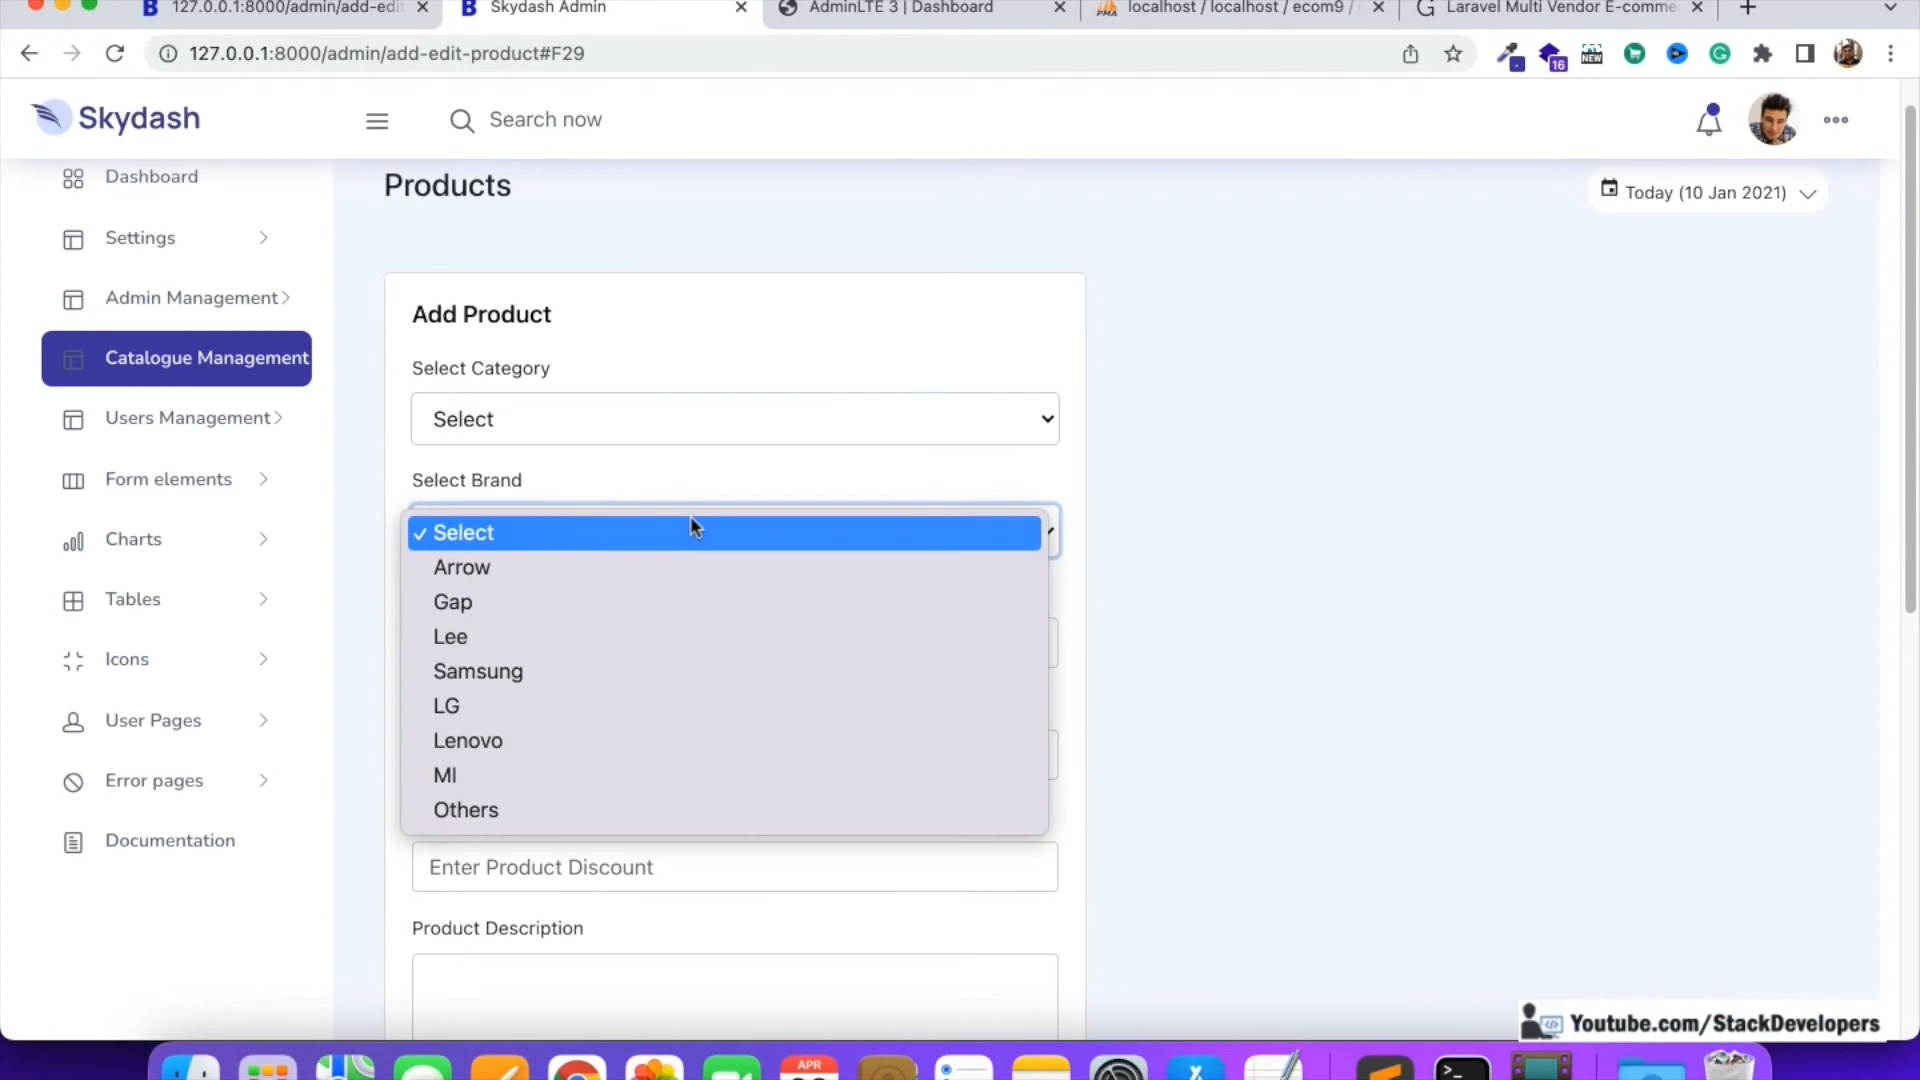 127.0.0.1:8000/admin/add-edit
Skydash Admin
AdminLTE 3 | Dashboard
localhost / localhost / ecom9 /
Laravel Multi Vendor E-comme
127.0.0.1:8000/admin/add-edit-product#F29
16
NEW
Skydash
Search now
Dashboard
Products
Today (10 Jan 2021)
Settings
Admin Management
Add Product
Catalogue Management
Select Category
Select
Users Management
Select Brand
Form elements
✓ Select
Charts
Arrow
Tables
Gap
Lee
Icons
Samsung
LG
User Pages
Lenovo
MI
Error pages
Others
Documentation
Enter Product Discount
Product Description
Youtube.com/StackDevelopers
APR